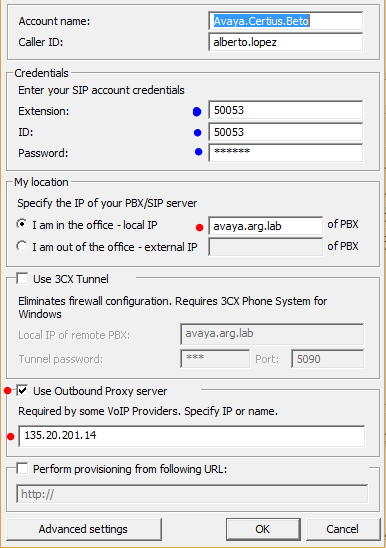 Account name: Avaya.Certius.Beto
Caller ID: alberto.lopez
Credentials
Enter your SIP account credentials
Extension: 50053
ID: 50053
Password: ******
My location
Specify the IP of your PBX/SIP server
I am in the office - local IP avaya.arg.lab of PBX
I am out of the office - external IP of PBX
Use 3CX Tunnel
Eliminates firewall configuration. Requires 3CX Phone System for
Windows
Local IP of remote PBX: avaya.arg.lab
Tunnel password: *** Port: 5090
Use Outbound Proxy server
Required by some VoIP Providers. Specify IP or name.
135.20.201.14
Perform provisioning from following URL:
http://
Advanced settings OK Cancel